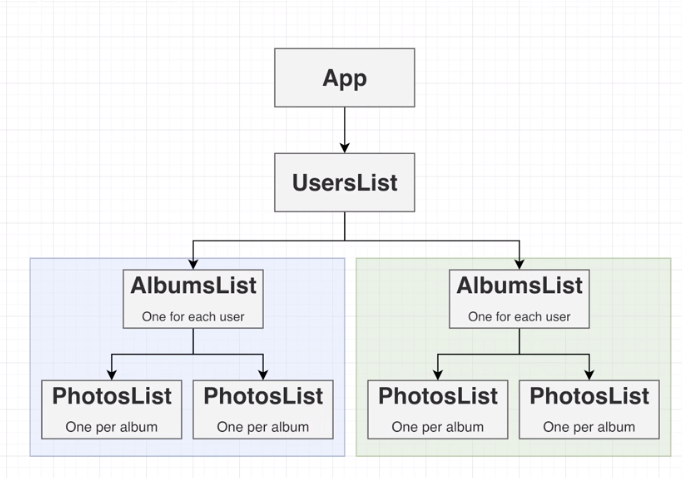 App
UsersList
AlbumsList
One for each user
AlbumsList
One for each user
PhotosList
One per album
PhotosList
One per album
PhotosList
One per album
PhotosList
One per album